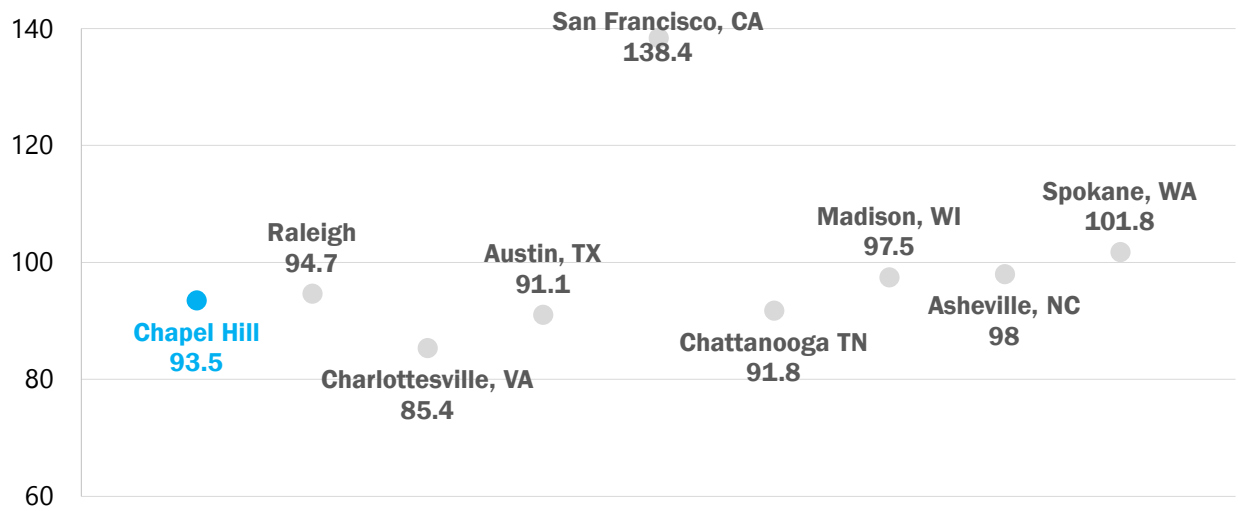 140
120
100
80
60
San Francisco, CA
138.4
Spokane, WA
101.8
Madison, WI
97.5
Raleigh
94.7
Austin, TX
91.1
Asheville, NC
98
Chapel Hill
93.5
Chattanooga TN
91.8
Charlottesville, VA
85.4